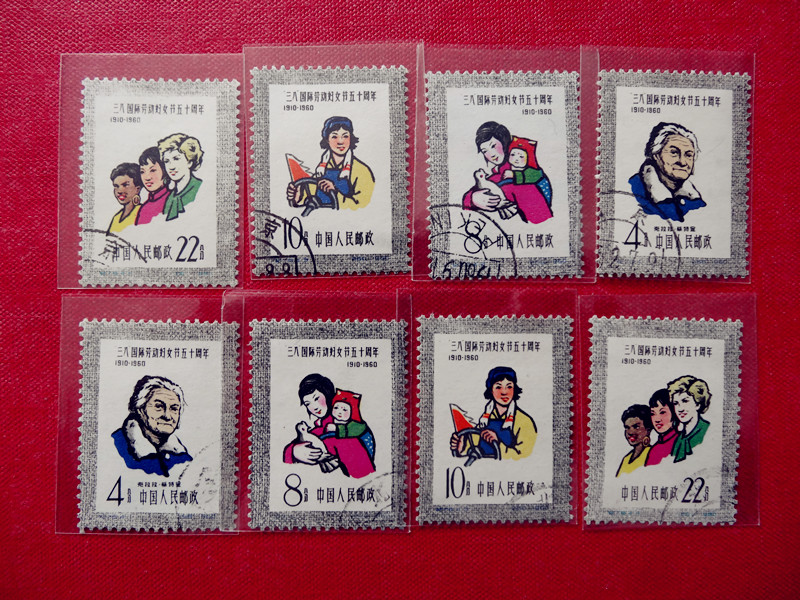 三八国际劳动妇女节五十周年
1910-1960
中国人民邮政 22分
三八国际劳动妇女节五十周年
1910-1960
10分 中国人民邮政
三八国际劳动妇女节五十周年
1910-1960
8分 中国人民邮政
三八国际劳动妇女节五十周年
1910-1960
克拉拉·蔡特金
4分 中国人民邮政
三八国际劳动妇女节五十周年
1910-1960
克拉拉·蔡特金
4分 中国人民邮政
三八国际劳动妇女节五十周年
1910-1960
8分 中国人民邮政
三八国际劳动妇女节五十周年
1910-1960
10分 中国人民邮政
三八国际劳动妇女节五十周年
1910-1960
中国人民邮政 22分